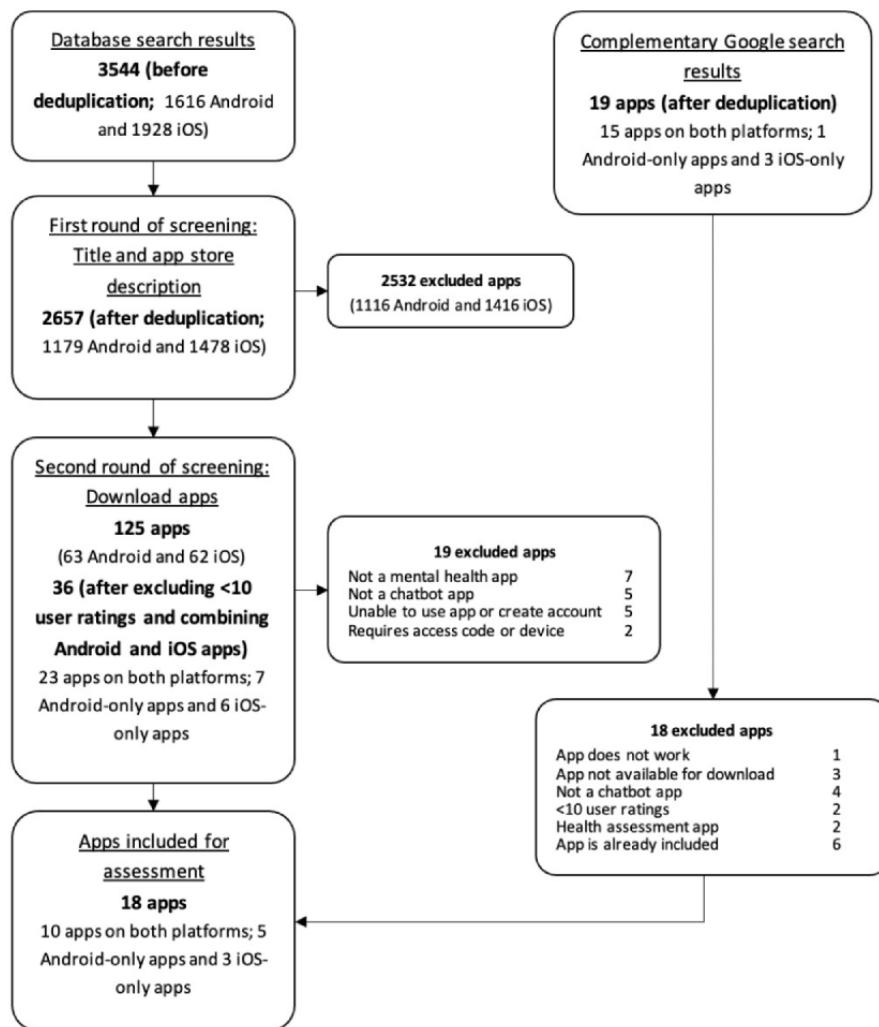 Database search results
3544 (before
deduplication; 1616 Android
and 1928 iOS)
Complementary Google search
results
19 apps (after deduplication)
15 apps on both platforms; 1
Android-only apps and 3 iOS-only
apps
First round of screening:
Title and app store
description
2657 (after deduplication;
1179 Android and 1478 iOS)
2532 excluded apps
(1116 Android and 1416 iOS)
Second round of screening:
Download apps
125 apps
(63 Android and 62 iOS)
36 (after excluding <10
user ratings and combining
Android and iOS apps)
23 apps on both platforms; 7
Android-only apps and 6 iOS-
only apps
19 excluded apps
Not a mental health app 7
Not a chatbot app 5
Unable to use app or create account 5
Requires access code or device 2
18 excluded apps
App does not work 1
App not available for download 3
Not a chatbot app 4
<10 user ratings 2
Health assessment app 2
App is already included 6
Apps included for
assessment
18 apps
10 apps on both platforms; 5
Android-only apps and 3 iOS-
only apps